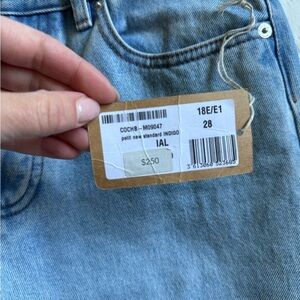 18E/E1
COCHB--M09047
28
petit new standard INDIGO
IAL
$250